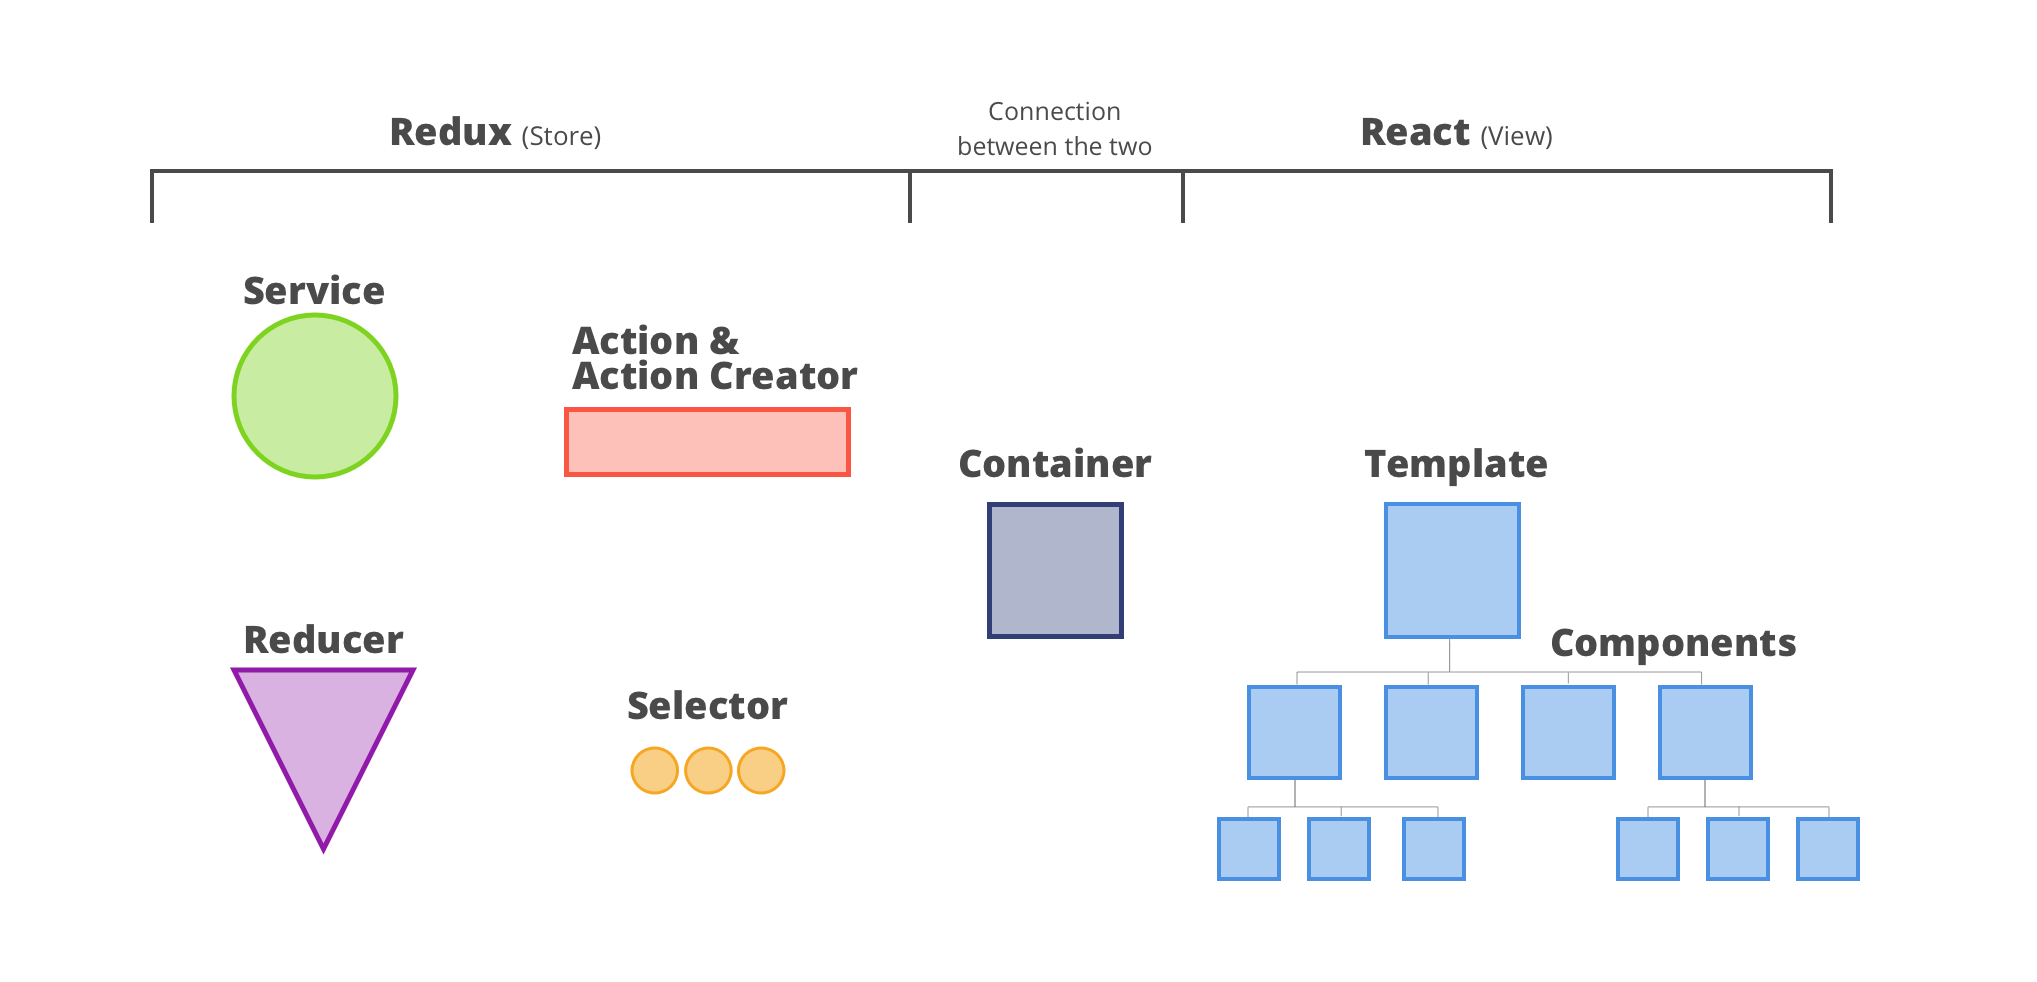 Redux (Store)
Connection
between the two
React (View)
Service
Action &
Action Creator
Container
Template
Reducer
Components
Selector